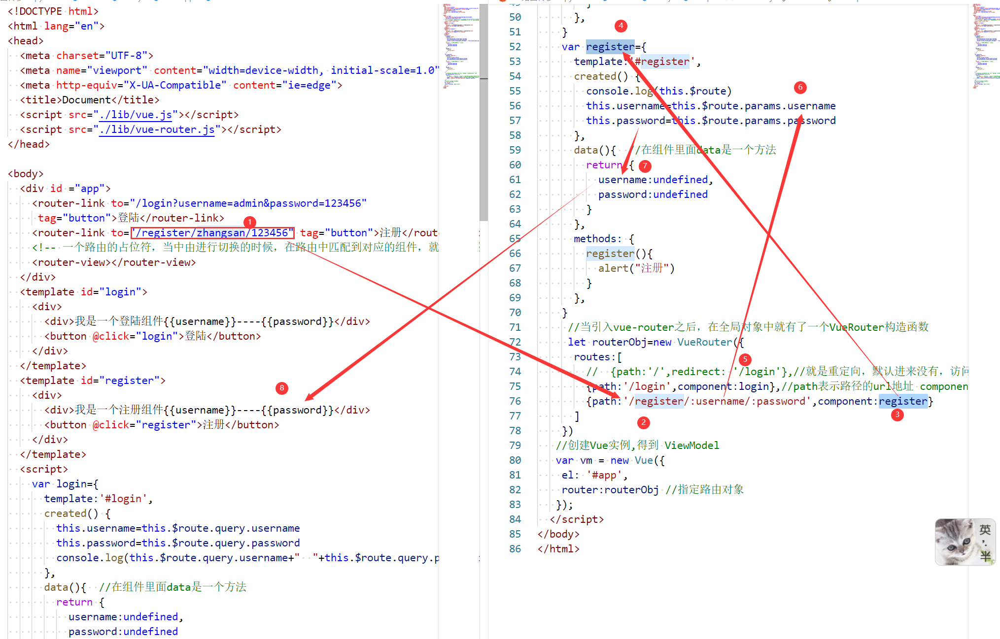 <!DOCTYPE html>
<html lang="en">
<head>
<meta charset="UTF-8">
<meta name="viewport" content="width=device-width, initial-scale=1.0"
<meta http-equiv="X-UA-Compatible" content="ie=edge">
<title>Document</title>
<script src="./lib/vue.js"></script>
<script src="./lib/vue-router.js"></script>
</head>
<body>
<div id ="app">
<router-link to="/login?username=admin&password=123456"
tag="button">登陆</router-link>
1
<router-link to="/register/zhangsan/123456" tag="button">注册</rout
<!-- 一个路由的占位符，当中由进行切换的时候，在路由中匹配到对应的组件，就
<router-view></router-view>
</div>
<template id="login">
<div>
<div>我是一个登陆组件{{username}}----{{password}}</div>
<button @click="login">登陆</button>
</div>
</template>
<template id="register">
<div>
8
<div>我是一个注册组件{{username}}----{{password}}</div>
<button @click="register">注册</button>
</div>
</template>
<script>
var login={
template:'#login',
created() {
this.username=this.$route.query.username
this.password=this.$route.query.password
console.log(this.$route.query.username+"  "+this.$route.query.p
},
data(){  //在组件里面data是一个方法
return {
username:undefined,
password:undefined
50 },
4
51 }
52 var register={
53 template:'#register',
54 created() {
55 console.log(this.$route)
6
56 this.username=this.$route.params.username
57 this.password=this.$route.params.password
58 },
59 data(){  //在组件里面data是一个方法
60 return {
7
61 username:undefined,
62 password:undefined
63 }
64 },
65 methods: {
66 register(){
67 alert("注册")
68 }
69 },
70 }
71 //当引入vue-router之后，在全局对象中就有了一个VueRouter构造函数
72 let routerObj=new VueRouter({
73 routes:[
5
74 //  {path:'/',redirect: '/login'},//就是重定向，默认进来没有，访问
75 {path:'/login',component:login},//path表示路径的url地址 componen
76 {path:'/register/:username/:password',component:register}
2
3
77 ]
78 })
79 //创建Vue实例,得到 ViewModel
80 var vm = new Vue({
81 el: '#app',
82 router:routerObj //指定路由对象
83 });
84 </script>
85 </body>
86 </html>
英
，
半